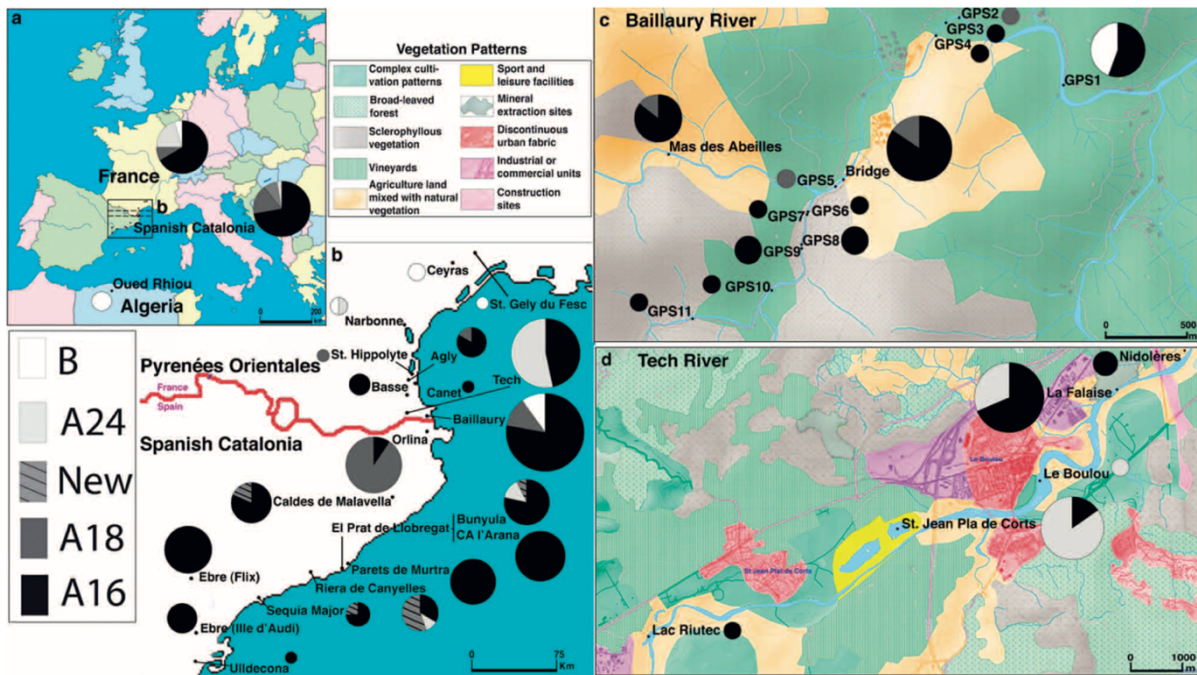 a
France
b
Spanish Catalonia
Oued Rhiou
Algeria
0 200
km
Vegetation Patterns
Complex culti-
vation patterns
Broad-leaved
forest
Sclerophyllous
vegetation
Vineyards
Agriculture land
mixed with natural
vegetation
Sport and
leisure facilities
Mineral
extraction sites
Discontinuous
urban fabric
Industrial or
commercial units
Construction
sites
B
A24
New
A18
A16
b
Ceyras
St. Gely du Fesc
Narbonne
St. Hippolyte
Agly
Pyrenées Orientales
Basse
Canet
Tech
France
Spain
Baillaury
Spanish Catalonia
Orlina
Caldes de Malavella
El Prat de Llobregat
Bunyula
CA l'Arana
Ebre (Flix)
Parets de Murtra
Riera de Canyelles
Sequia Major
Ebre (Ille d'Audi)
Ulldecona
0 75
Km
c Baillaury River
GPS2
GPS3
GPS4
GPS1
Mas des Abeilles
Bridge
GPS5
GPS7
GPS6
GPS9
GPS8
GPS10
GPS11
0 500
m
d Tech River
Nidolères
La Falaise
Le Boulou
Le Boulou
St. Jean Pla de Corts
St Jean Plat de Corts
Lac Riutec
0 1000
m